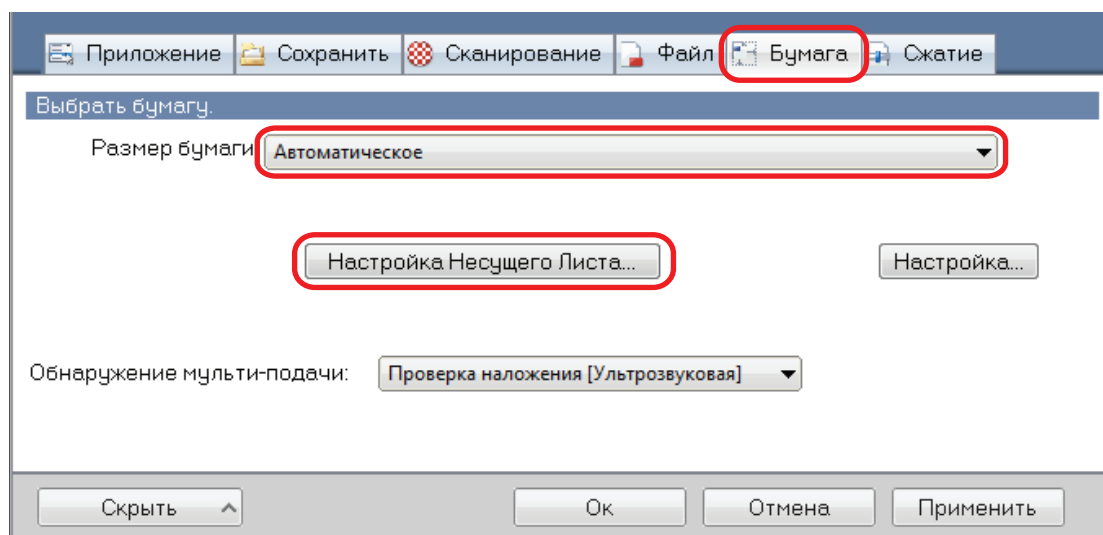 Приложение Сохранить Сканирование Файл Бумага Сжатие
Выбрать бумагу.
Размер бумаги Автоматическое
Настройка Несущего Листа... Настройка...
Обнаружение мульти-подачи: Проверка наложения [Ультрозвуковая]
Скрыть Ок Отмена Применить